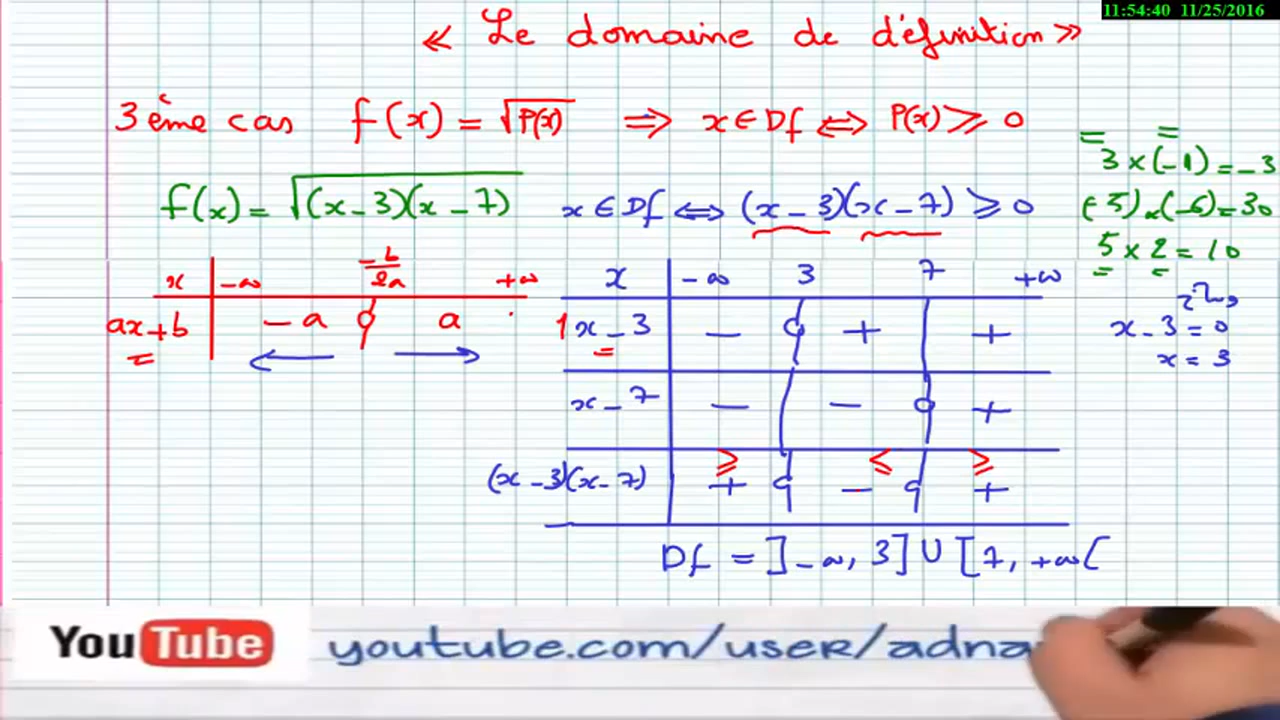 11:54:40 11/25/2016
« Le domaine de définition »
3ème cas f(x) = √P(x) ⇒ x ∈ Df ⇔ P(x) ⩾ 0
3 × (-1) = -3
f(x) = √(x-3)(x-7) x ∈ Df ⇔ (x-3)(x-7) ⩾ 0
(-5) × (-6) = 30
5 × 2 = 10
x -∞ -b/2a +∞
ax+b -a 0 a
x -∞ 3 7 +∞
1x-3 - 0 + +
x-3 = 0
x = 3
x-7 - - 0 +
⩾ ⩽ ⩾
(x-3)(x-7) + 0 - 0 +
Df = ]-∞, 3] ∪ [7, +∞[
YouTube youtube.com/user/adna